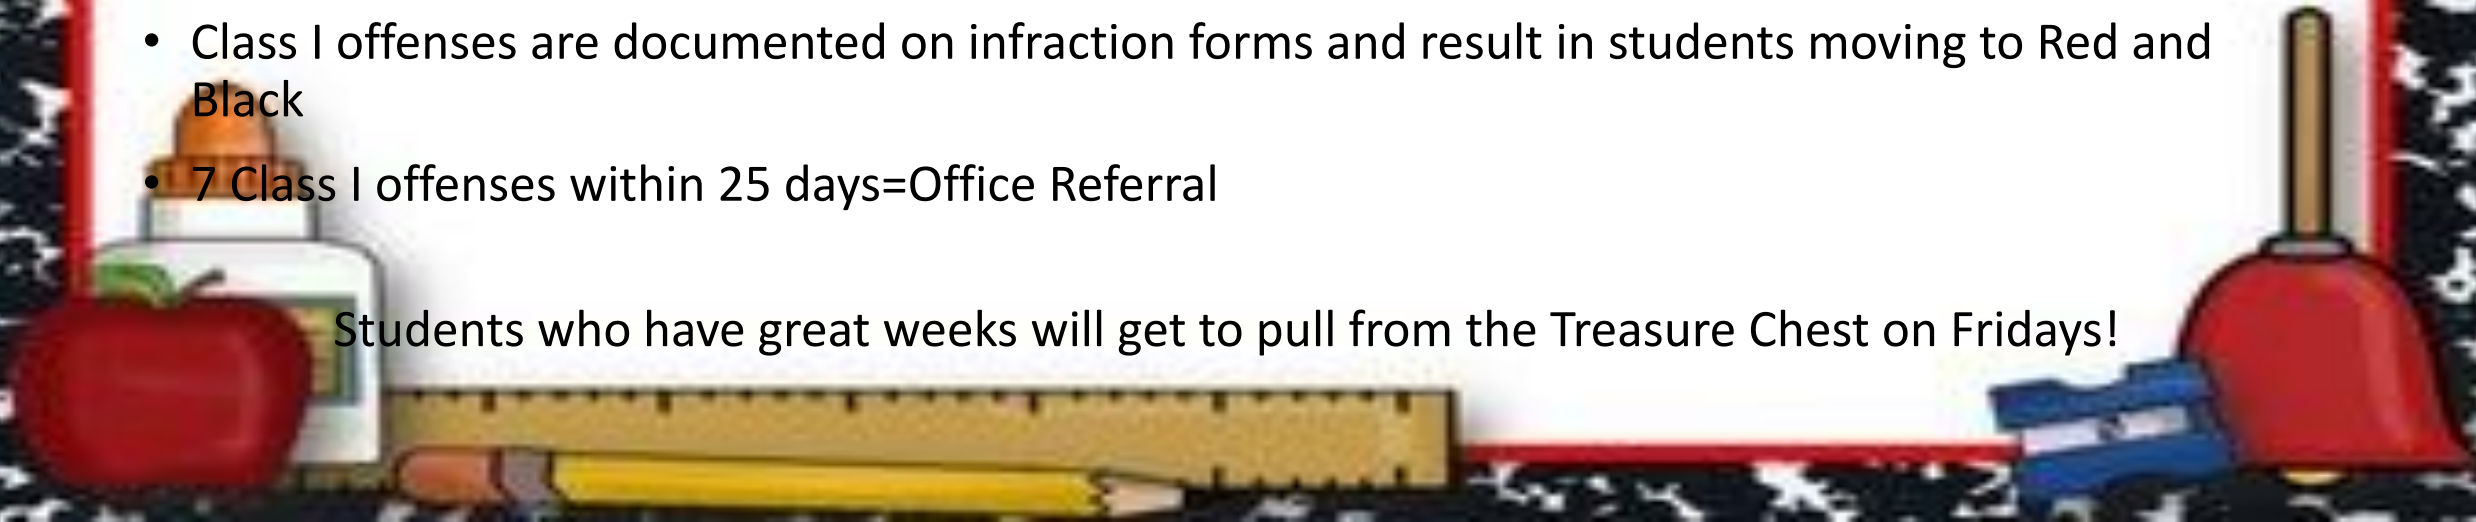 • Class I offenses are documented on infraction forms and result in students moving to Red and
Black
• 7 Class I offenses within 25 days=Office Referral
Students who have great weeks will get to pull from the Treasure Chest on Fridays!